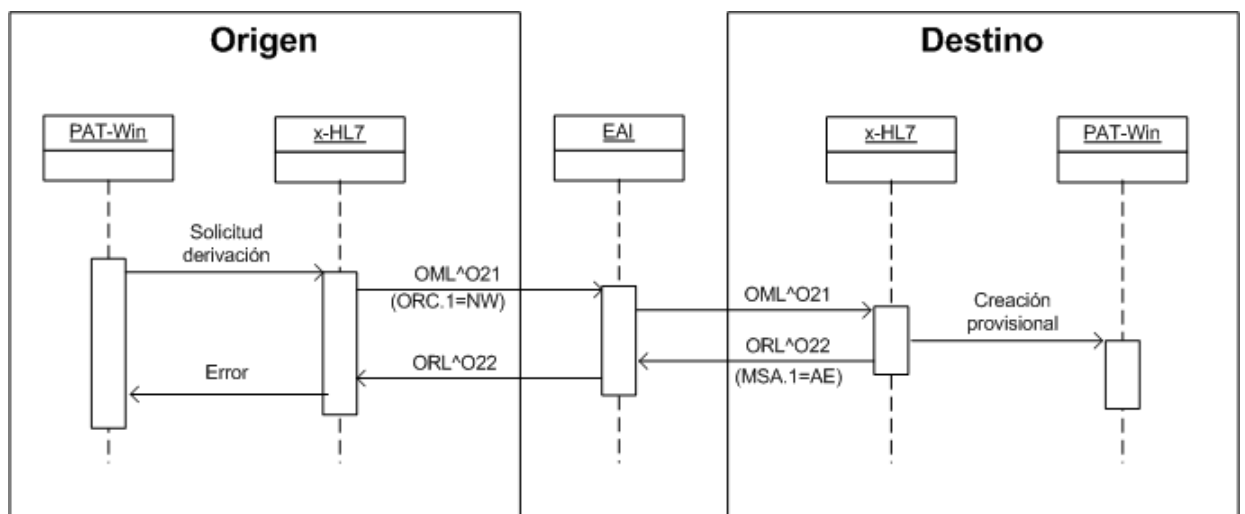 Origen
Destino
PAT-Win
x-HL7
EAI
x-HL7
PAT-Win
Solicitud
derivación
OML^O21
(ORC.1=NW)
OML^O21
Creación
provisional
ORL^O22
(MSA.1=AE)
ORL^O22
Error